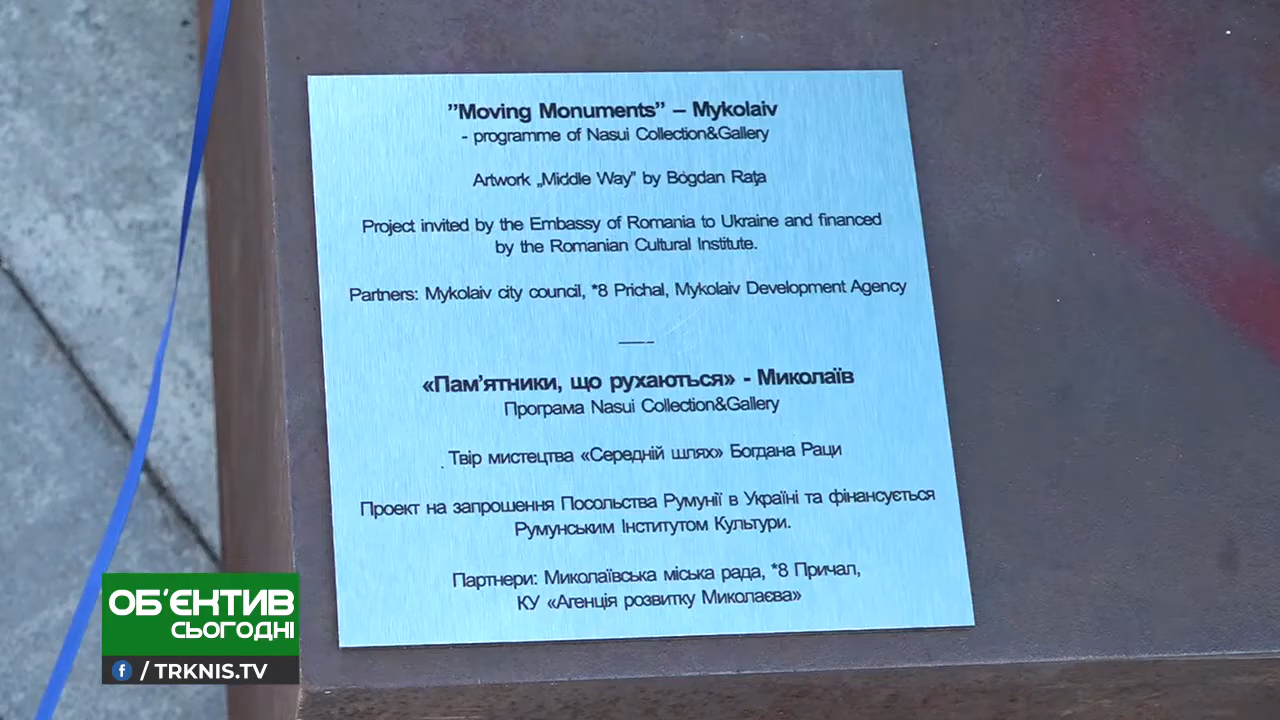 ”Moving Monuments” – Mykolaiv
- programme of Nasui Collection&Gallery
Artwork „Middle Way” by Bogdan Rața
Project invited by the Embassy of Romania to Ukraine and financed
by the Romanian Cultural Institute.
Partners: Mykolaiv city council, *8 Prichal, Mykolaiv Development Agency
«Пам’ятники, що рухаються» - Миколаїв
Програма Nasui Collection&Gallery
Твір мистецтва «Середній шлях» Богдана Раци
Проект на запрошення Посольства Румунії в Україні та фінансується
Румунським Інститутом Культури.
Партнери: Миколаївська міська рада, *8 Причал,
КУ «Агенція розвитку Миколаєва»
ОБ'ЄКТИВ
СЬОГОДНІ
f / TRKNIS.TV